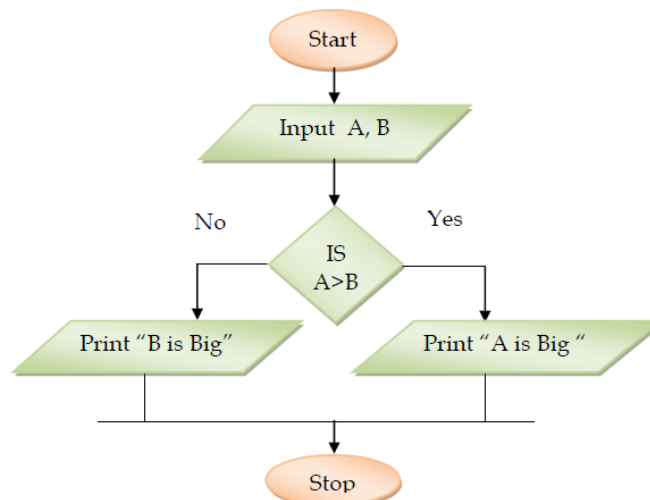 Start
Input A, B
No
Yes
IS
A>B
Print “B is Big”
Print “A is Big “
Stop